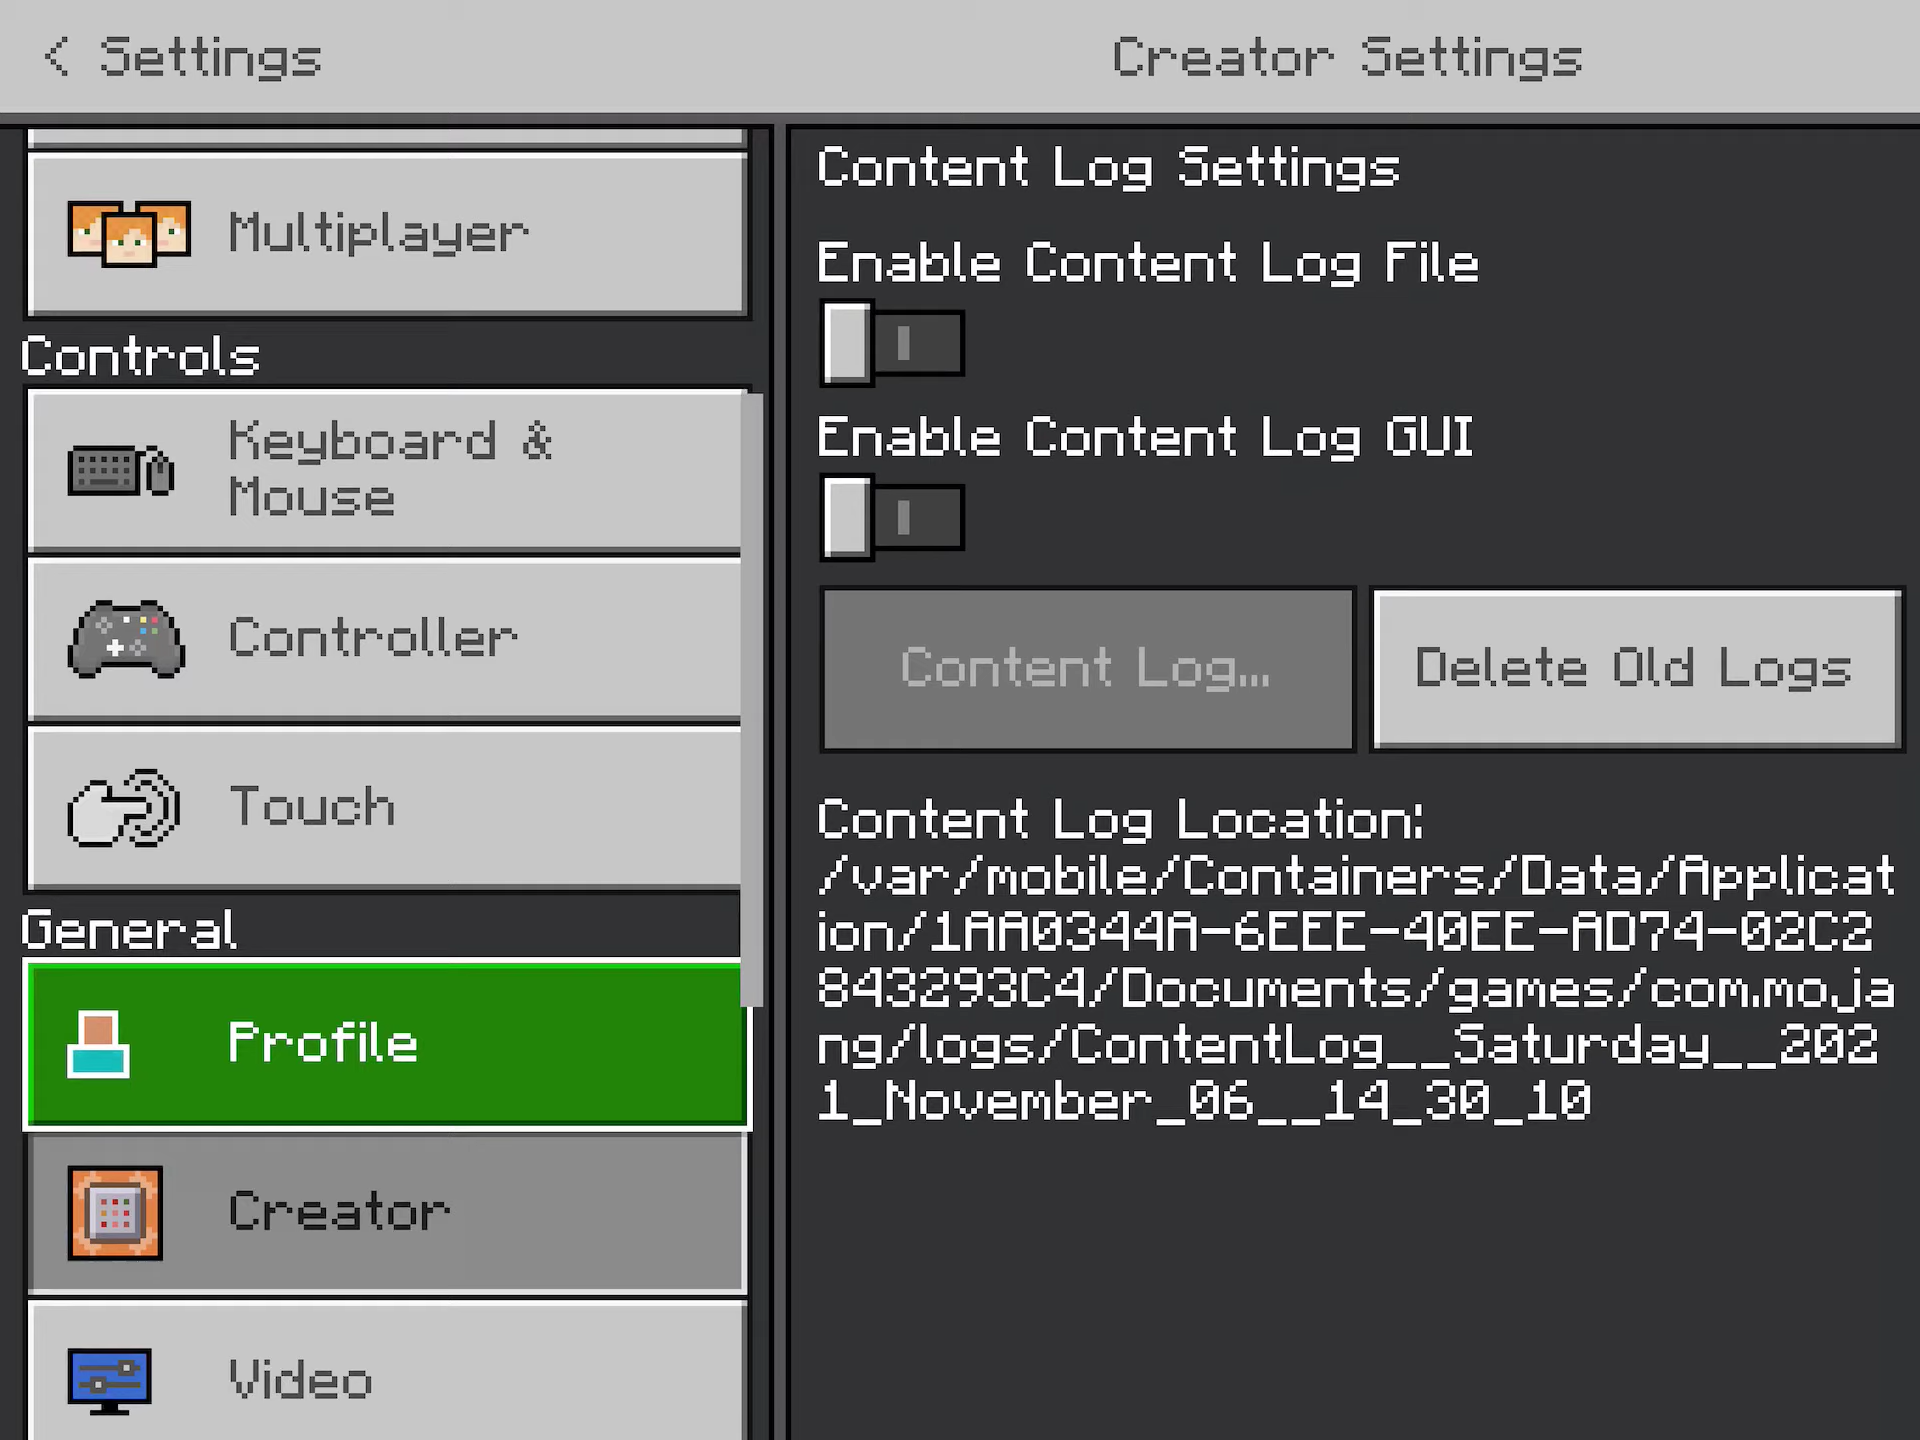 < Settings
Creator Settings
Multiplayer
Controls
Keyboard &
Mouse
Controller
Touch
General
Profile
Creator
Video
Content Log Settings
Enable Content Log File
Enable Content Log GUI
Content Log...
Delete Old Logs
Content Log Location:
/var/mobile/Containers/Data/Applicat
ion/1AA0344A-6EEE-40EE-AD74-02C2
843293C4/Documents/games/com.moja
ng/logs/ContentLog__Saturday__202
1_November_06__14_30_10